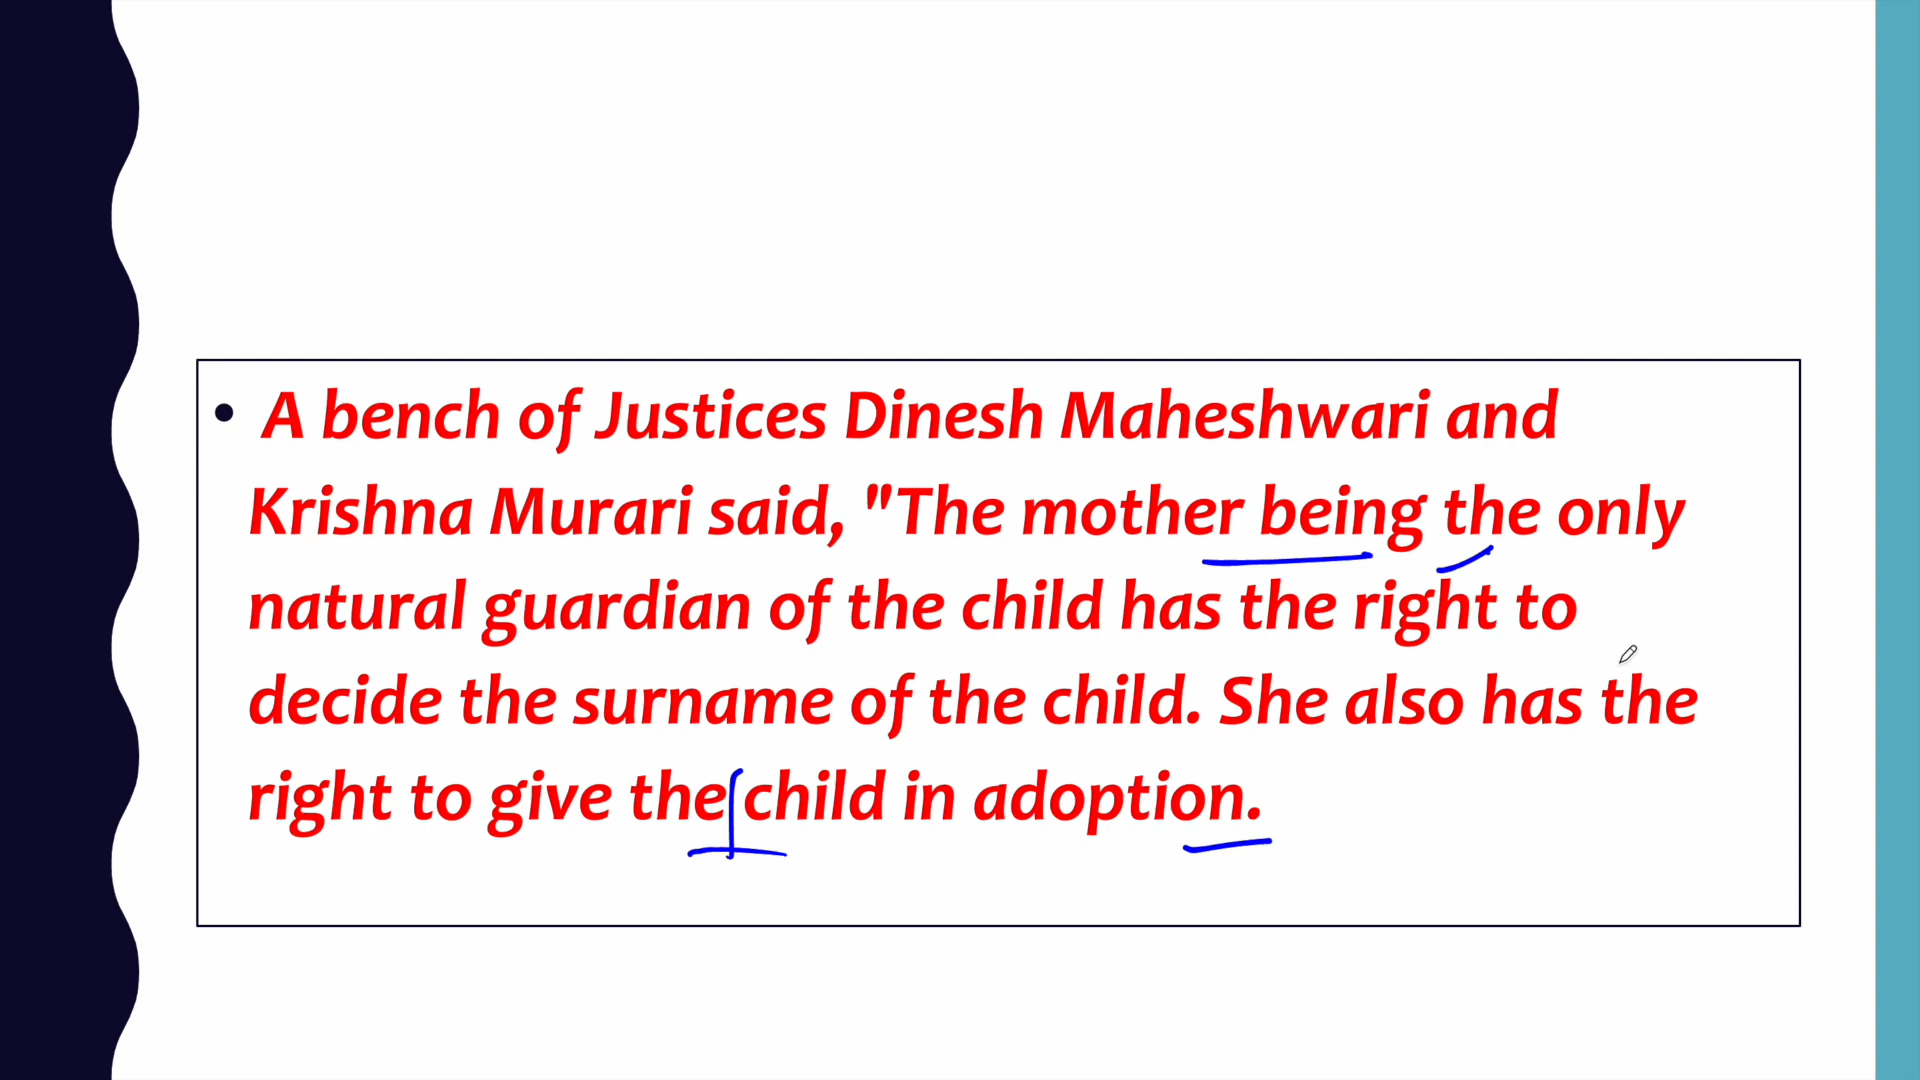 • A bench of Justices Dinesh Maheshwari and
Krishna Murari said, "The mother being the only
natural guardian of the child has the right to
decide the surname of the child. She also has the
right to give the child in adoption.